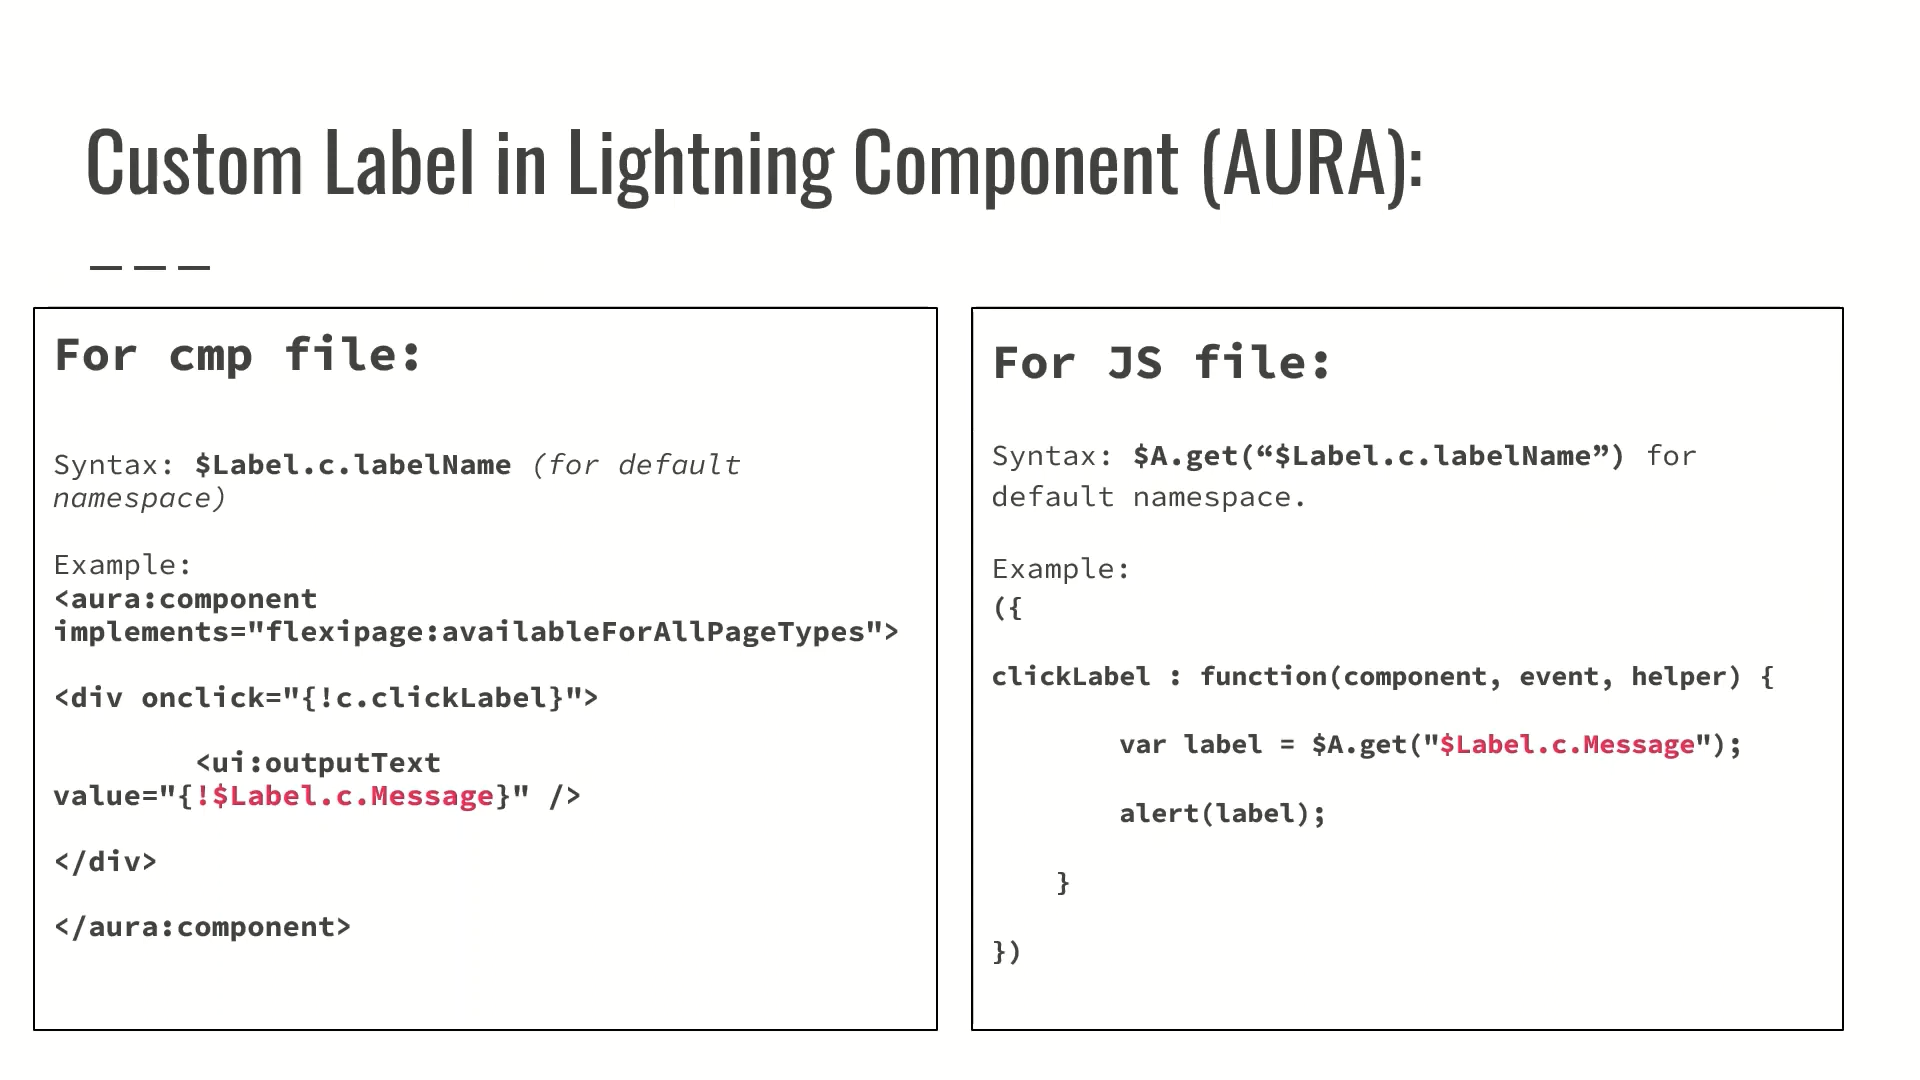 Custom Label in Lightning Component (AURA):
For cmp file:
Syntax: $Label.c.labelName (for default
namespace)
Example:
<aura:component
implements="flexipage:availableForAllPageTypes">
<div onclick="{!c.clickLabel}">
<ui:outputText
value="{!$Label.c.Message}" />
</div>
</aura:component>
For JS file:
Syntax: $A.get(“$Label.c.labelName”) for
default namespace.
Example:
({
clickLabel : function(component, event, helper) {
var label = $A.get("$Label.c.Message");
alert(label);
}
})